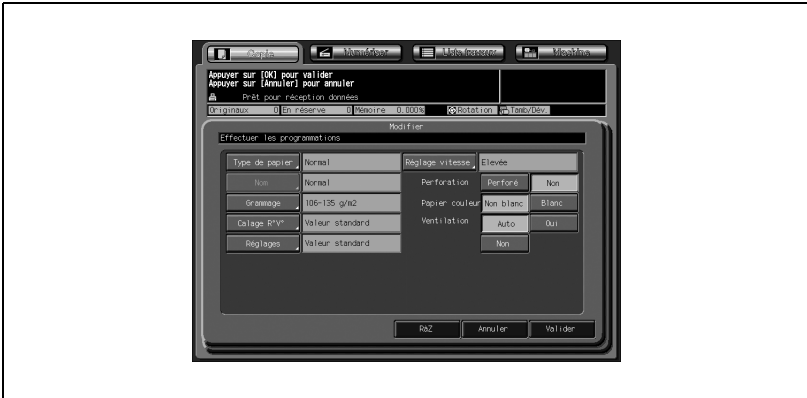 Copie Numériser Liste travaux Machine
Appuyer sur [OK] pour valider
Appuyer sur [Annuler] pour annuler
Prêt pour réception données
Originaux 0 En réserve 0 Mémoire 0.000% Rotation Tamb/Dév.
Modifier
Effectuer les programmations
Type de papier Normal Réglage vitesse Elevée
Nom Normal Perforation Perforé Non
Grammage 106-135 g/m2 Papier couleur Non blanc Blanc
Calage R°V° Valeur standard Ventilation Auto Oui
Réglages Valeur standard Non
RàZ Annuler Valider